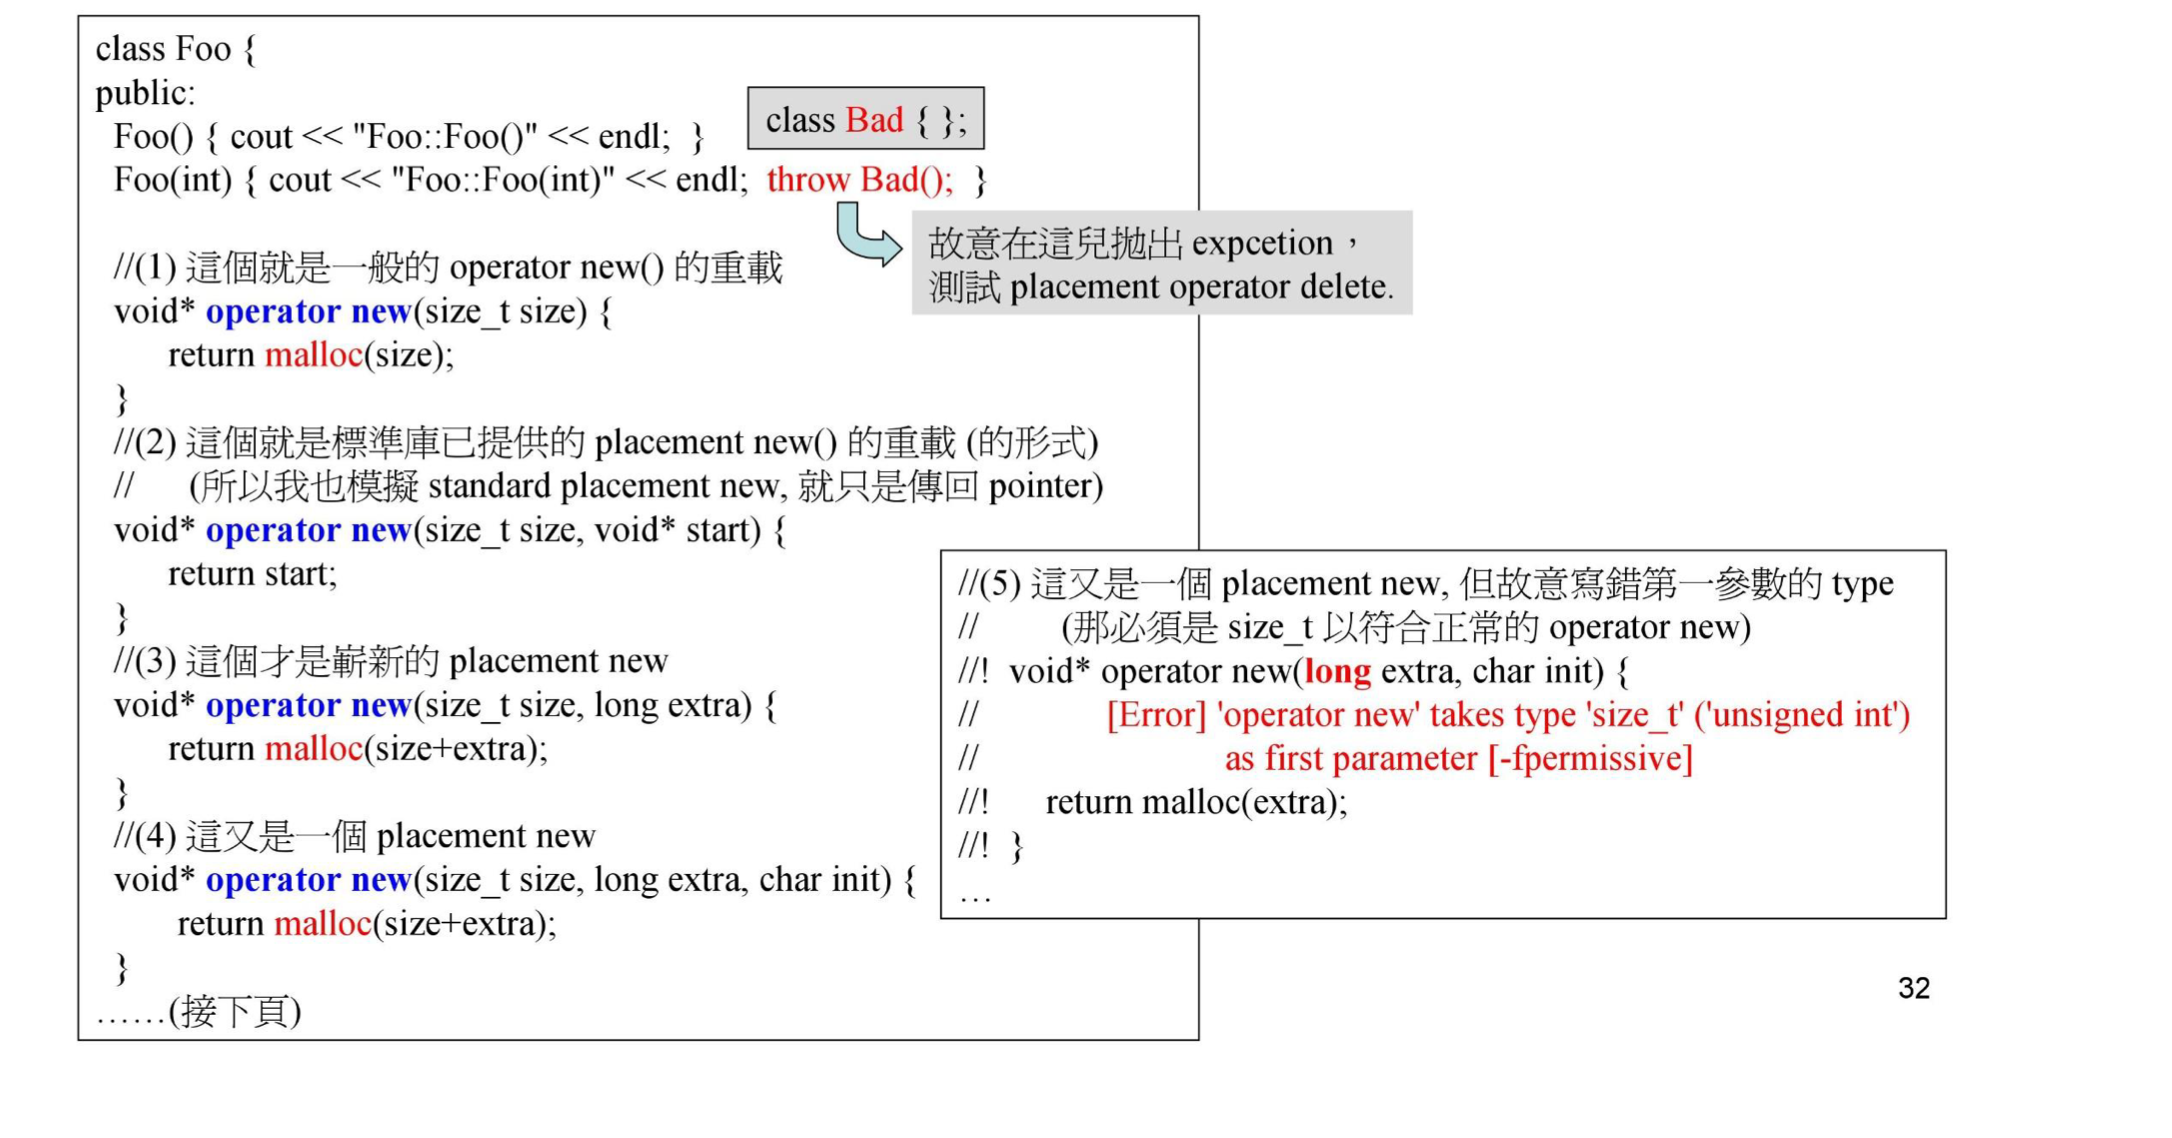 class Foo {
public:
Foo() { cout << "Foo::Foo()" << endl; }
class Bad { };
Foo(int) { cout << "Foo::Foo(int)" << endl; throw Bad(); }
故意在這兒拋出 expcetion，
測試 placement operator delete.
//(1) 這個就是一般的 operator new() 的重載
void* operator new(size_t size) {
return malloc(size);
}
//(2) 這個就是標準庫已提供的 placement new() 的重載 (的形式)
// (所以我也模擬 standard placement new, 就只是傳回 pointer)
void* operator new(size_t size, void* start) {
return start;
}
//(3) 這個才是嶄新的 placement new
void* operator new(size_t size, long extra) {
return malloc(size+extra);
}
//(4) 這又是一個 placement new
void* operator new(size_t size, long extra, char init) {
return malloc(size+extra);
}
……(接下頁)
//(5) 這又是一個 placement new, 但故意寫錯第一參數的 type
// (那必須是 size_t 以符合正常的 operator new)
//! void* operator new(long extra, char init) {
// [Error] 'operator new' takes type 'size_t' ('unsigned int')
// as first parameter [-fpermissive]
//! return malloc(extra);
//! }
…
32